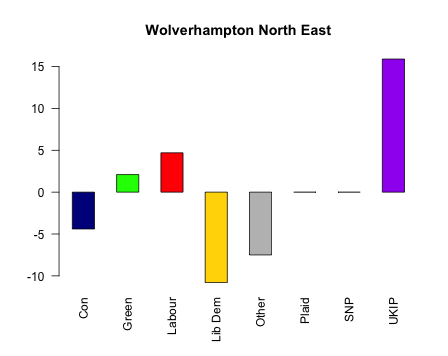 Wolverhampton North East
15
10
5
0
-5
-10
Con
Green
Labour
Lib Dem
Other
Plaid
SNP
UKIP